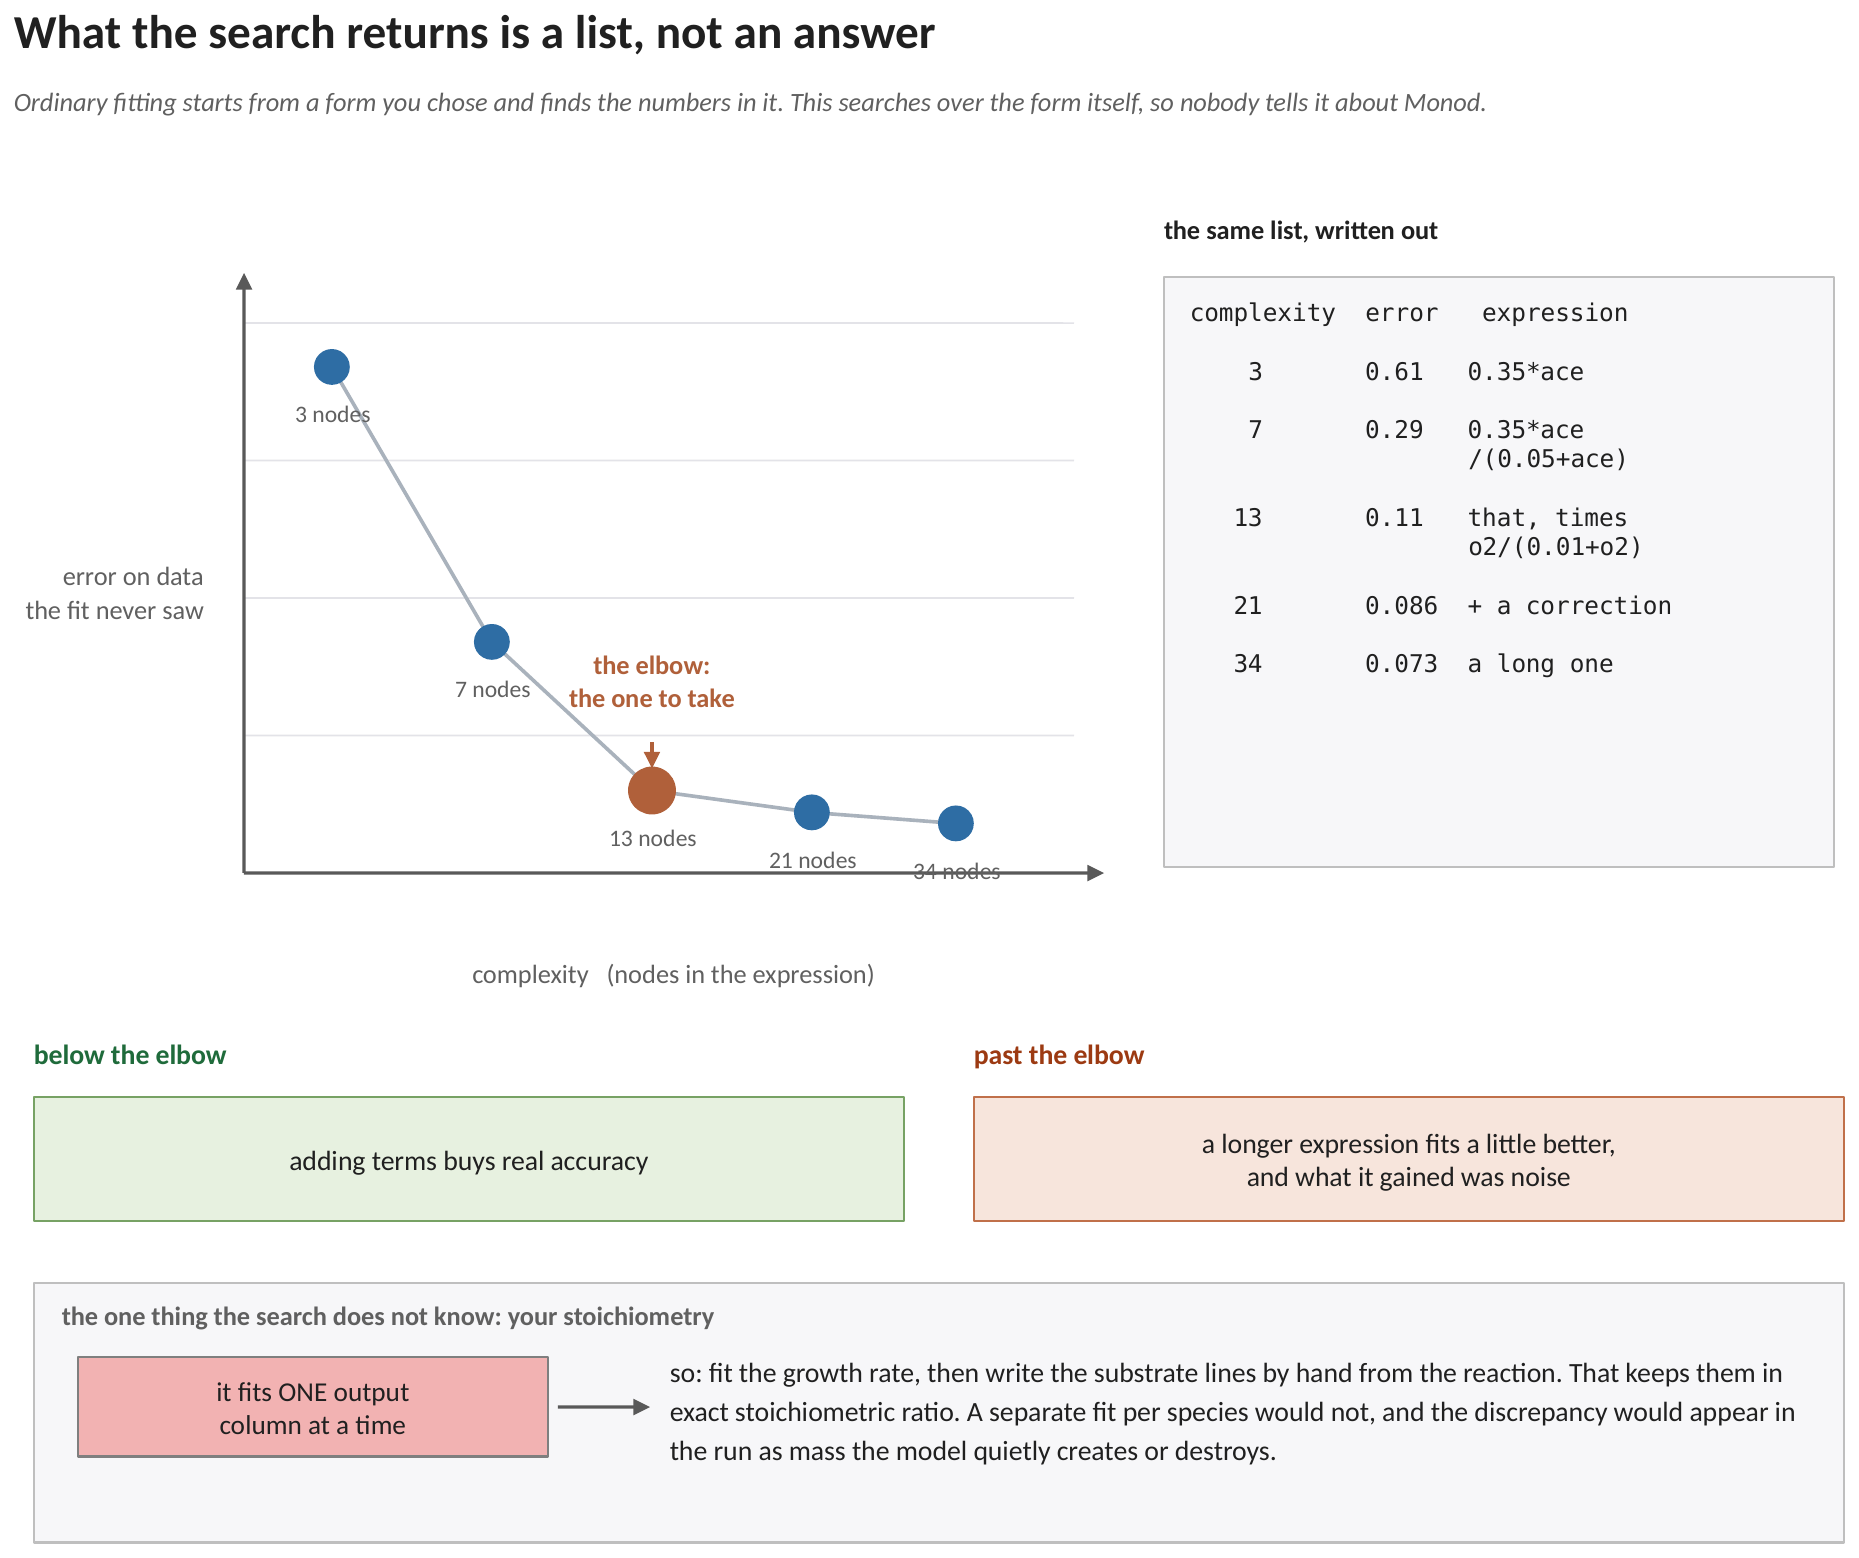 What the search returns is a list, not an answer
Ordinary fitting starts from a form you chose and finds the numbers in it. This searches over the form itself, so nobody tells it about Monod.
error on data
the fit never saw
3 nodes
7 nodes
the elbow:
the one to take
13 nodes
21 nodes
34 nodes
complexity (nodes in the expression)
the same list, written out
complexity error expression
3 0.61 0.35*ace
7 0.29 0.35*ace
/(0.05+ace)
13 0.11 that, times
o2/(0.01+o2)
21 0.086 + a correction
34 0.073 a long one
below the elbow
adding terms buys real accuracy
past the elbow
a longer expression fits a little better,
and what it gained was noise
the one thing the search does not know: your stoichiometry
it fits ONE output
column at a time
so: fit the growth rate, then write the substrate lines by hand from the reaction. That keeps them in
exact stoichiometric ratio. A separate fit per species would not, and the discrepancy would appear in
the run as mass the model quietly creates or destroys.